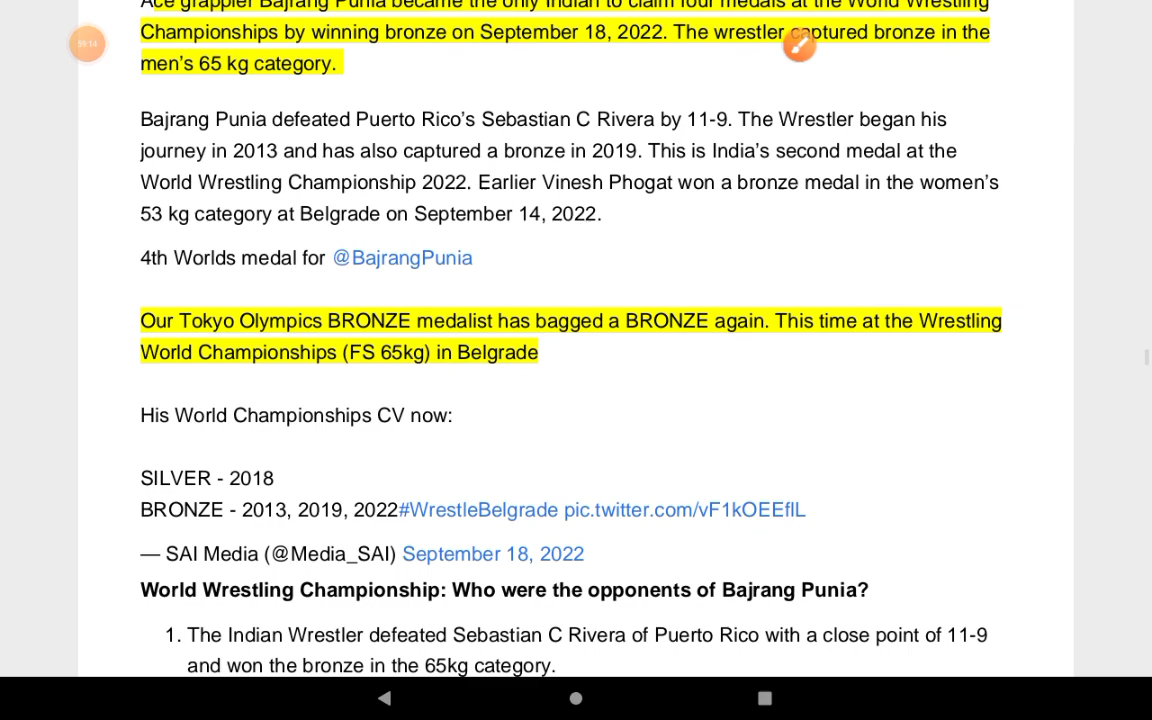 Ace grappler Bajrang Punia became the only Indian to claim four medals at the World Wrestling
Championships by winning bronze on September 18, 2022. The wrestler captured bronze in the
men’s 65 kg category.
59:14
Bajrang Punia defeated Puerto Rico’s Sebastian C Rivera by 11-9. The Wrestler began his
journey in 2013 and has also captured a bronze in 2019. This is India’s second medal at the
World Wrestling Championship 2022. Earlier Vinesh Phogat won a bronze medal in the women’s
53 kg category at Belgrade on September 14, 2022.
4th Worlds medal for @BajrangPunia
Our Tokyo Olympics BRONZE medalist has bagged a BRONZE again. This time at the Wrestling
World Championships (FS 65kg) in Belgrade
His World Championships CV now:
SILVER - 2018
BRONZE - 2013, 2019, 2022#WrestleBelgrade pic.twitter.com/vF1kOEEflL
— SAI Media (@Media_SAI) September 18, 2022
World Wrestling Championship: Who were the opponents of Bajrang Punia?
1. The Indian Wrestler defeated Sebastian C Rivera of Puerto Rico with a close point of 11-9
and won the bronze in the 65kg category.